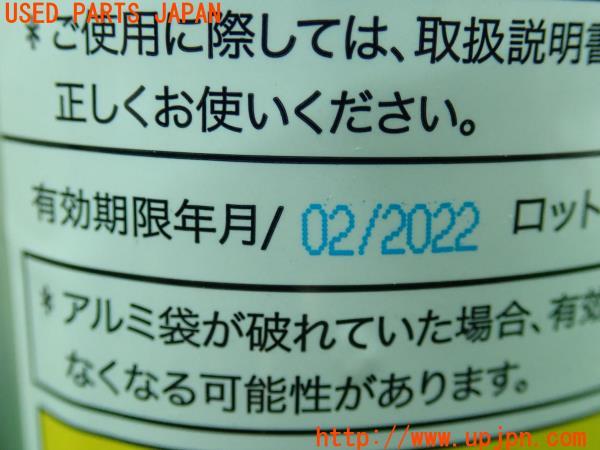 USED PARTS JAPAN
*ご使用に際しては、取扱説明書
正しくお使いください。
有効期限年月/ 02/2022 ロット
*アルミ袋が破れていた場合、有効
なくなる可能性があります。
http://www.upjpn.com